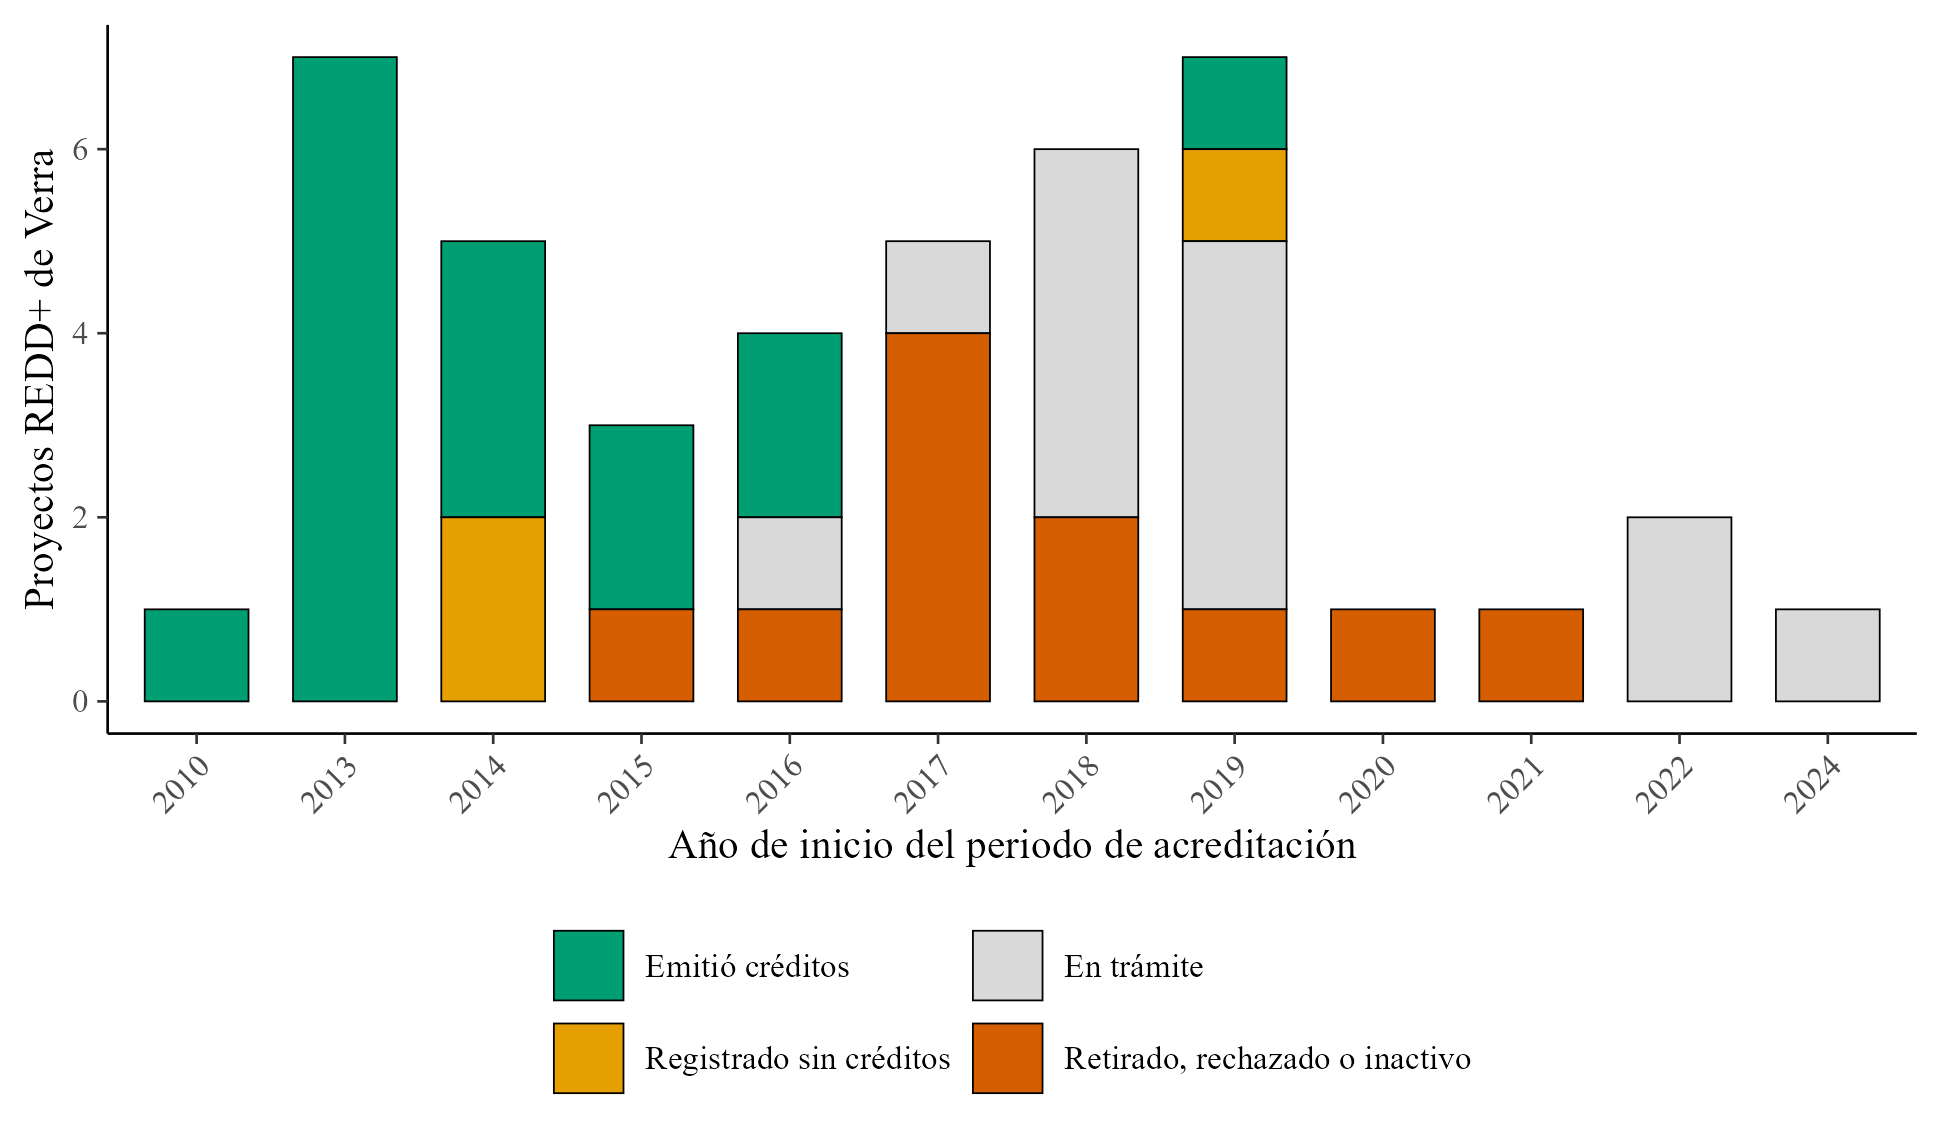 Proyectos REDD+ de Verra
6
4
2
0
2010 2013 2014 2015 2016 2017 2018 2019 2020 2021 2022 2024
Año de inicio del periodo de acreditación
Emitió créditos
En trámite
Registrado sin créditos
Retirado, rechazado o inactivo